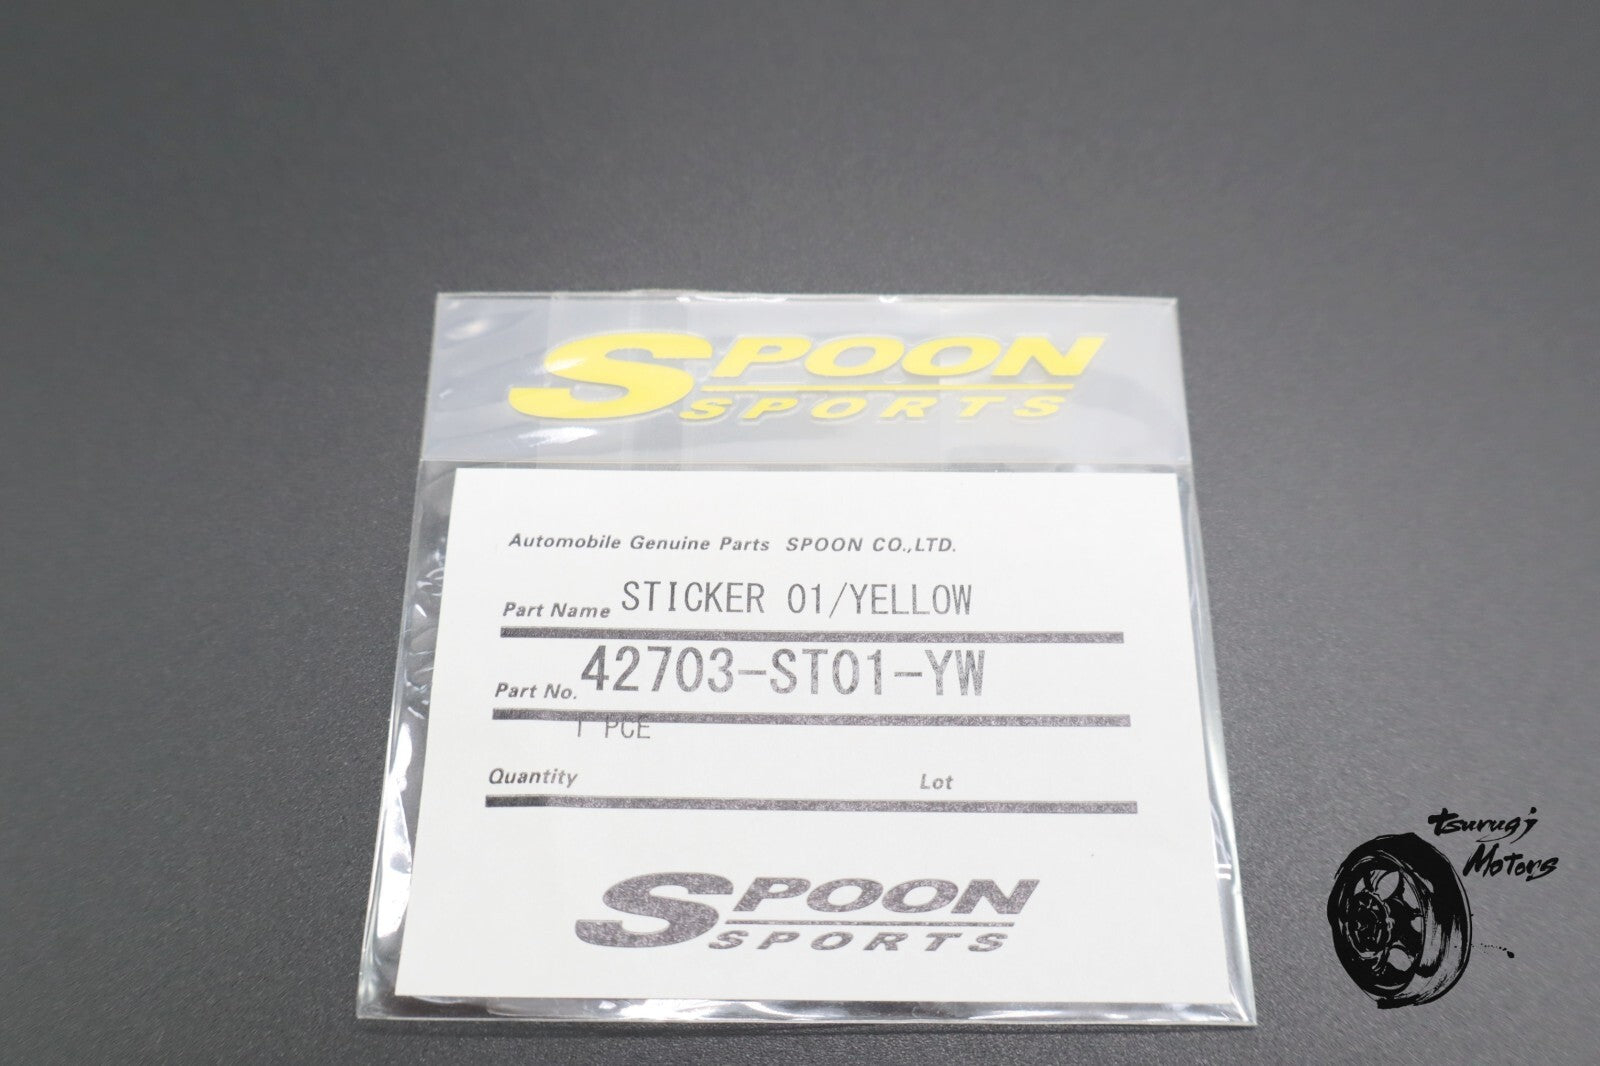 SPOON
SPORTS
Automobile Genuine Parts SPOON CO.,LTD.
Part Name STICKER 01/YELLOW
Part No. 42703-ST01-YW
1 PCE
Quantity Lot
SPOON
SPORTS
tsurugi
Motors